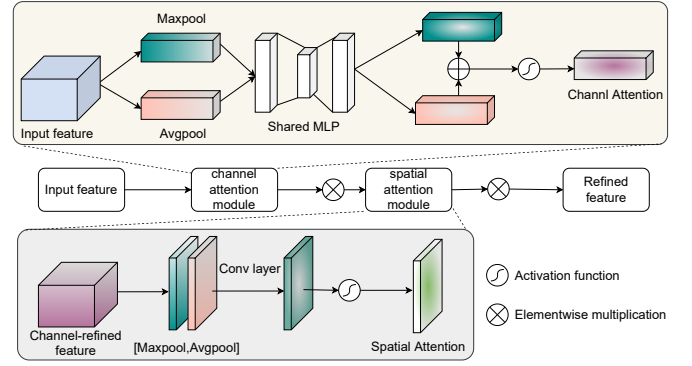 Maxpool
Input feature
Avgpool
Shared MLP
Channl Attention
Input feature
channel
attention
module
spatial
attention
module
Refined
feature
Conv layer
Channel-refined
feature
[Maxpool,Avgpool]
Spatial Attention
Activation function
Elementwise multiplication